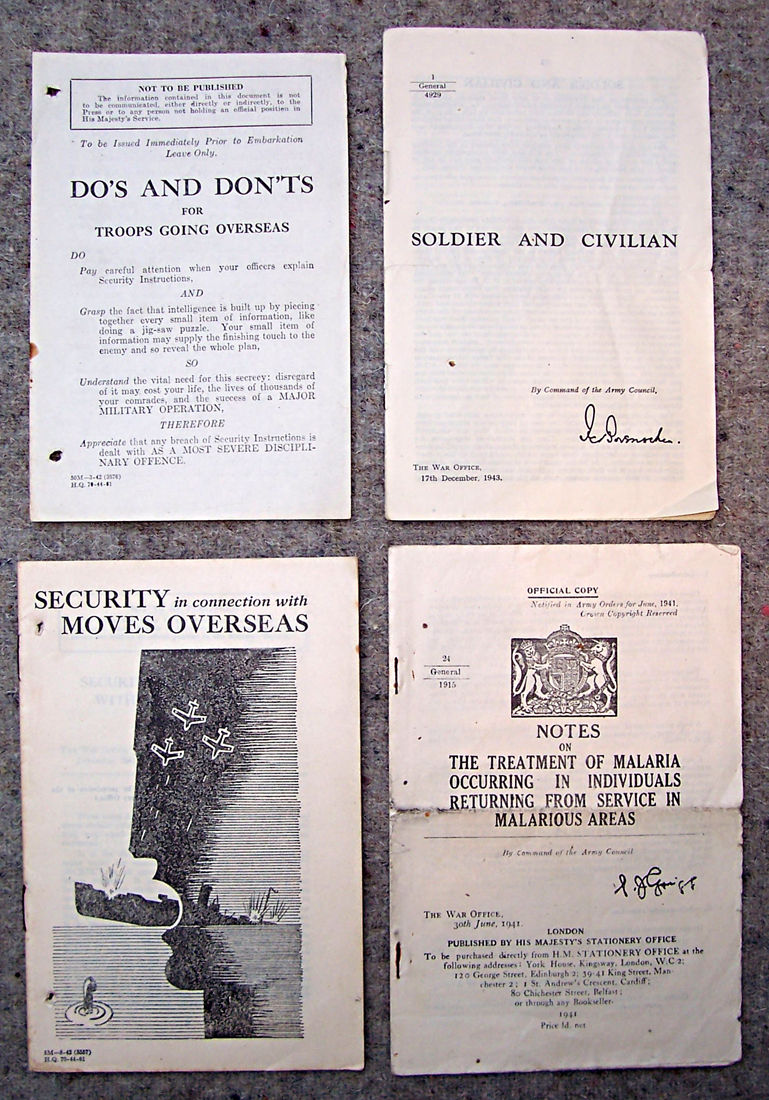 NOT TO BE PUBLISHED
The information contained in this document is not
to be communicated, either directly or indirectly, to the
Press or to any person not holding an official position in
His Majesty's Service.
To be Issued Immediately Prior to Embarkation
Leave Only.
DO'S AND DON'TS
FOR
TROOPS GOING OVERSEAS
DO
Pay careful attention when your officers explain
Security Instructions,
AND
Grasp the fact that intelligence is built up by piecing
together every small item of information, like
doing a jig-saw puzzle. Your small item of
information may supply the finishing touch to the
enemy and so reveal the whole plan,
SO
Understand the vital need for this secrecy: disregard
of it may cost your life, the lives of thousands of
your comrades, and the success of a MAJOR
MILITARY OPERATION,
THEREFORE
Appreciate that any breach of Security Instructions is
dealt with AS A MOST SEVERE DISCIPLI-
NARY OFFENCE.
H.Q.
1
General
4929
SOLDIER AND CIVILIAN
By Command of the Army Council,
THE WAR OFFICE,
17th December, 1943.
SECURITY in connection with
MOVES OVERSEAS
H.Q.
OFFICIAL COPY
Notified in Army Orders for June, 1941.
Crown Copyright Reserved
24
General
1915
NOTES
ON
THE TREATMENT OF MALARIA
OCCURRING IN INDIVIDUALS
RETURNING FROM SERVICE IN
MALARIOUS AREAS
By Command of the Army Council
THE WAR OFFICE,
30th June, 1941.
LONDON
PUBLISHED BY HIS MAJESTY'S STATIONERY OFFICE
To be purchased directly from H.M. STATIONERY OFFICE at the
following addresses: York House, Kingsway, London, W.C 2;
120 George Street, Edinburgh 2; 39-41 King Street, Man-
chester 2; 1 St. Andrew's Crescent, Cardiff;
80 Chichester Street, Belfast;
or through any Bookseller.
1941
Price 1d. net